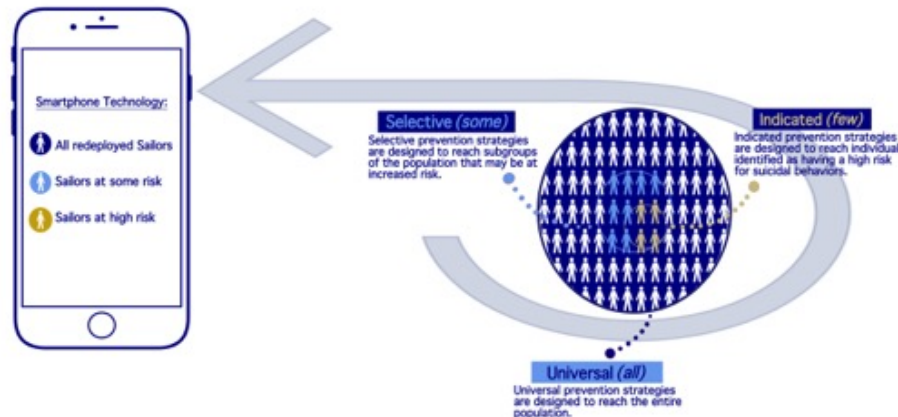 Smartphone Technology:
All redeployed Sailors
Sailors at some risk
Sailors at high risk
Selective (some)
Selective prevention strategies
are designed to reach subgroups
of the population that may be at
increased risk.
Indicated (few)
Indicated prevention strategies
are designed to reach individual
identified as having a high risk
for suicidal behaviors.
Universal (all)
Universal prevention strategies
are designed to reach the entire
population.